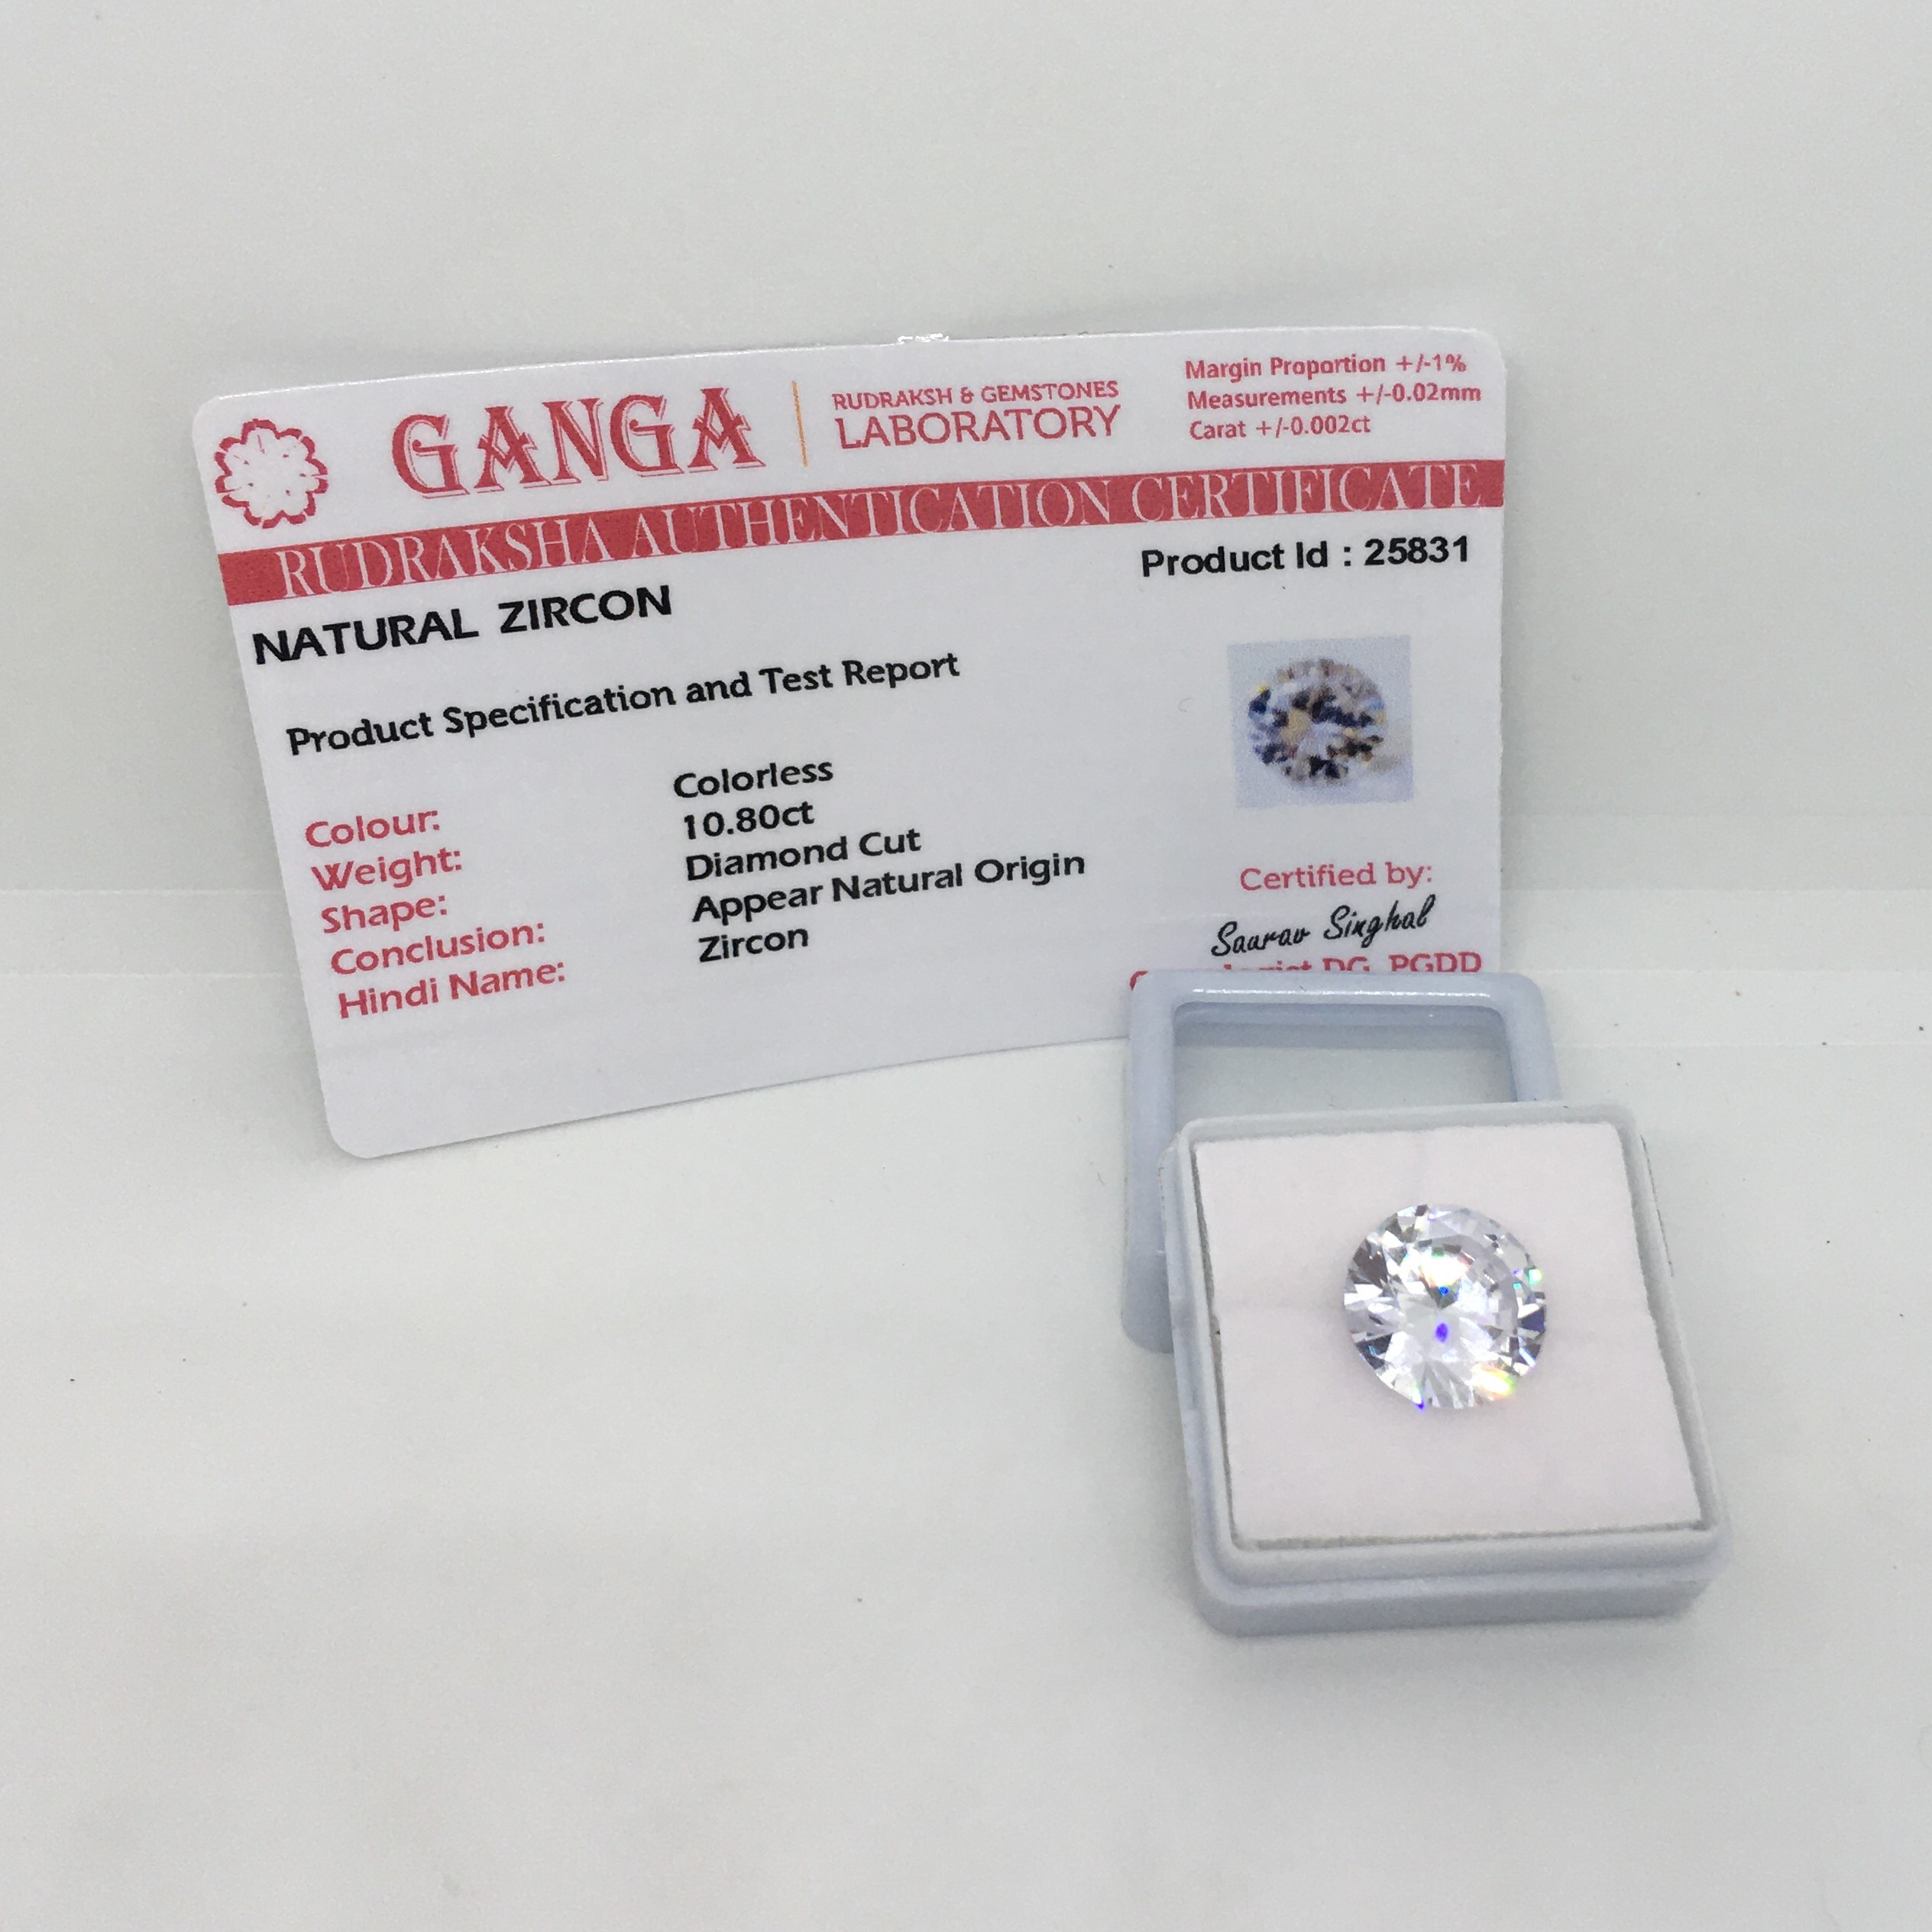 GANGA
RUDRAKSH & GEMSTONES
LABORATORY
Margin Proportion +/-1%
Measurements +/-0.02mm
Carat +/-0.002ct
RUDRAKSHA AUTHENTICATION CERTIFICATE
Product Id : 25831
NATURAL ZIRCON
Product Specification and Test Report
Colour: Colorless
Weight: 10.80ct
Shape: Diamond Cut
Conclusion: Appear Natural Origin
Hindi Name: Zircon
Certified by:
Saurav Singhal
DG, PGDD